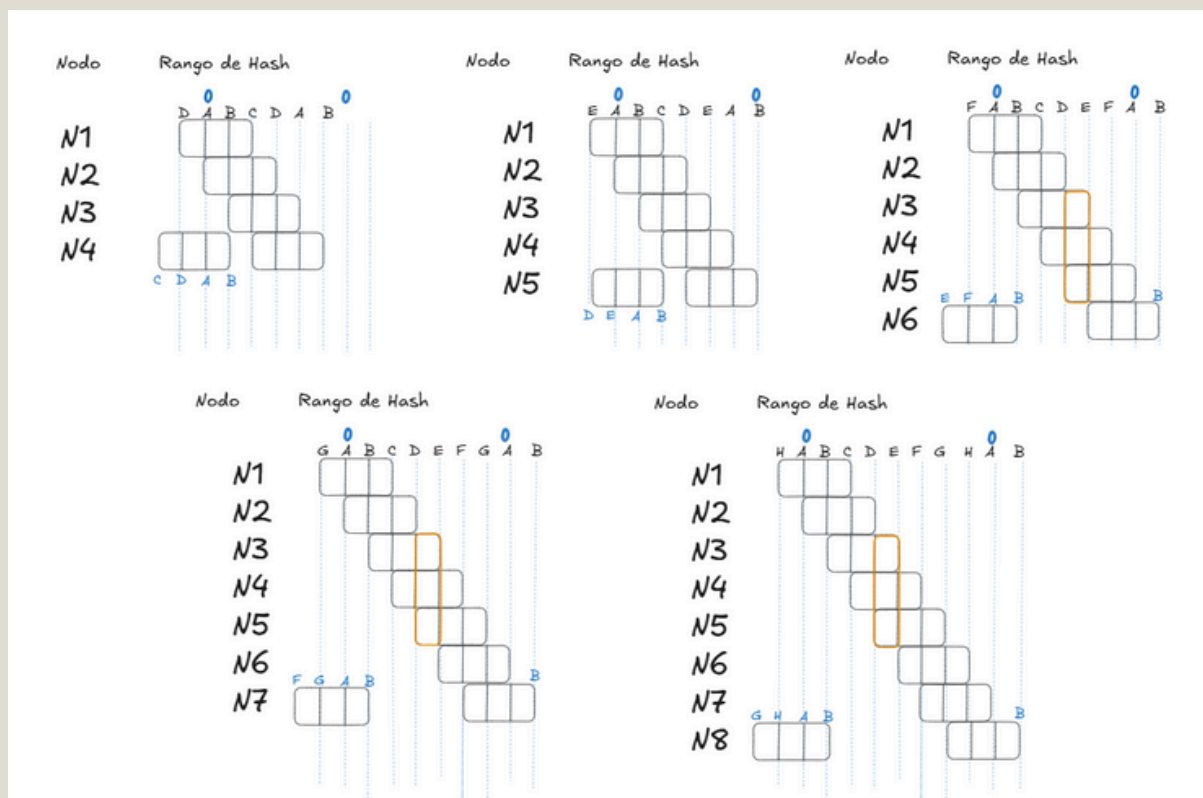 Nodo Rango de Hash
0 0
D A B C D A B
N1
N2
N3
N4
C D A B
Nodo Rango de Hash
0 0
E A B C D E A B
N1
N2
N3
N4
N5
D E A B
Nodo Rango de Hash
0 0
F A B C D E F A B
N1
N2
N3
N4
N5
E F A B B
N6
Nodo Rango de Hash
0 0
G A B C D E F G A B
N1
N2
N3
N4
N5
N6
F G A B B
N7
Nodo Rango de Hash
0 0
H A B C D E F G H A B
N1
N2
N3
N4
N5
N6
N7
G H A B B
N8